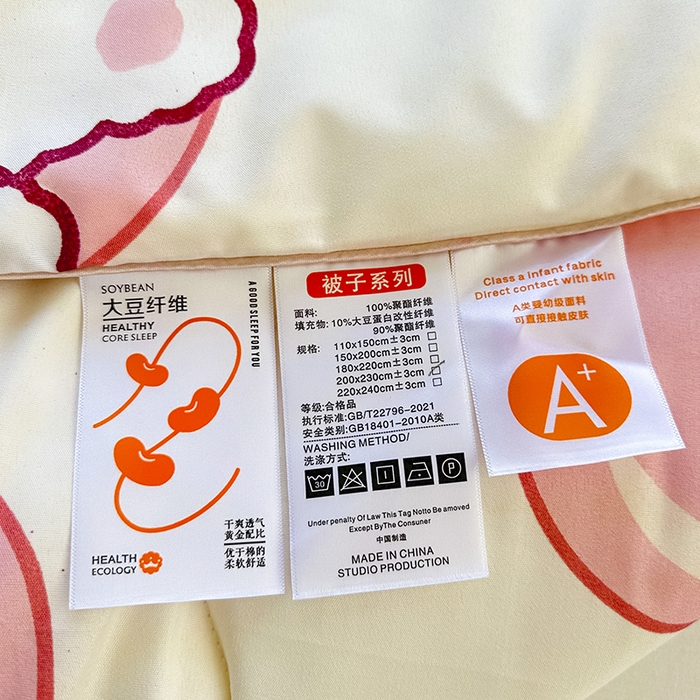 SOYBEAN
大豆纤维
HEALTHY
CORE SLEEP
A GOOD SLEEP FOR YOU
干爽透气
黄金配比
优于棉的
柔软舒适
HEALTH
ECOLOGY
被子系列
面料: 100%聚酯纤维
填充物: 10%大豆蛋白改性纤维
90%聚酯纤维
规格: 110x150cm±3cm
150x200cm±3cm
180x220cm±3cm
200x230cm±3cm
220x240cm±3cm
等级:合格品
执行标准:GB/T22796-2021
安全类别:GB18401-2010A类
WASHING METHOD/
洗涤方式:
30
P
Under penalty Of Law This Tag Notto Be amoved
Except ByThe Consuner
中国制造
MADE IN CHINA
STUDIO PRODUCTION
Class a infant fabric
Direct contact with skin
A类婴幼级面料
可直接接触皮肤
A+